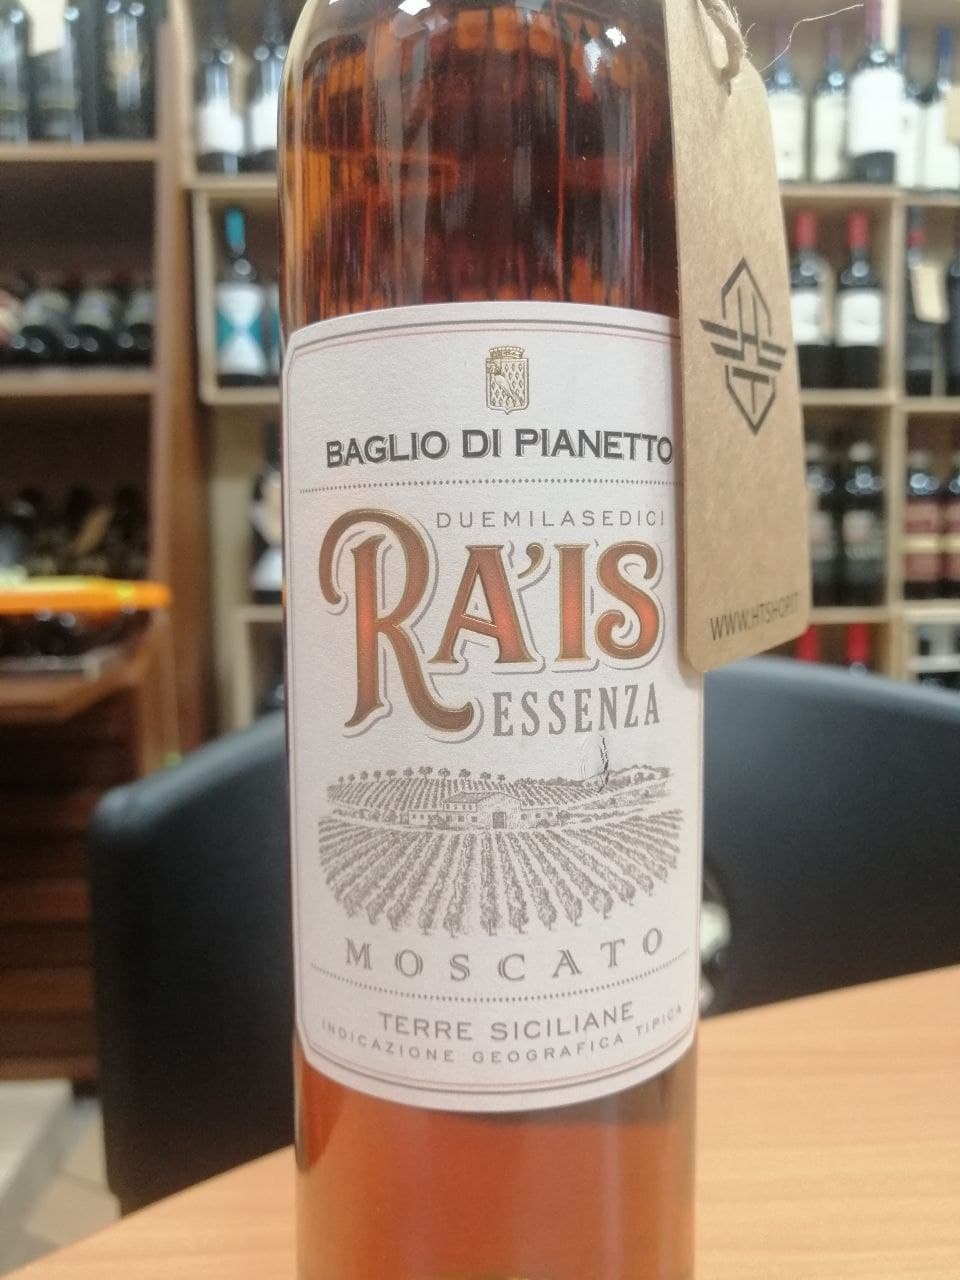 BAGLIO DI PIANETTO
DUEMILASEDICI
RA'IS
ESSENZA
MOSCATO
TERRE SICILIANE
INDICAZIONE GEOGRAFICA TIPICA
WWW.HTSHOP.IT